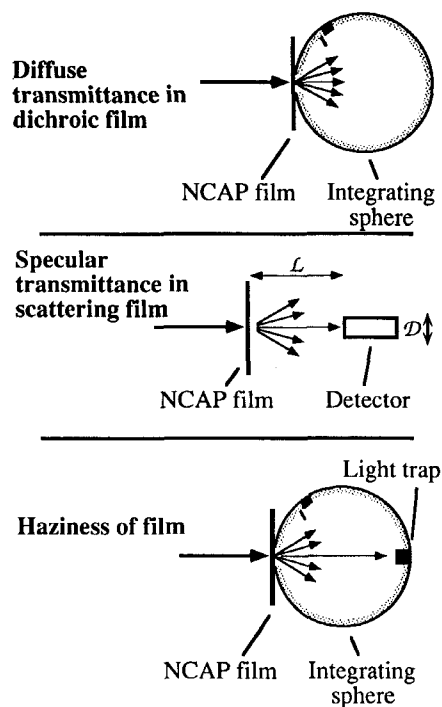 Diffuse
transmittance in
dichroic film
NCAP film
Integrating
sphere
Specular
transmittance in
scattering film
ℒ
𝒟
NCAP film
Detector
Light trap
Haziness of film
NCAP film
Integrating
sphere